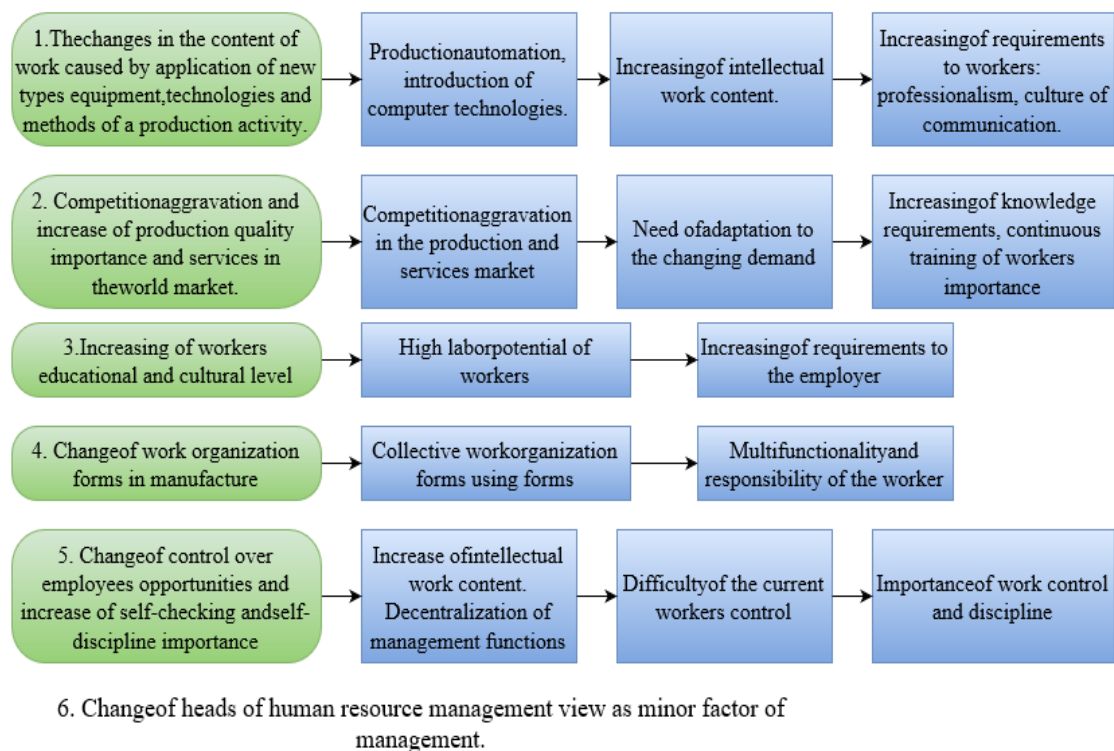 1.Thechanges in the content of
work caused by application of new
types equipment,technologies and
methods of a production activity.
Productionautomation,
introduction of
computer technologies.
Increasingof intellectual
work content.
Increasingof requirements
to workers:
professionalism, culture of
communication.
2. Competitionaggravation and
increase of production quality
importance and services in
theworld market.
Competitionaggravation
in the production and
services market
Need ofadaptation to
the changing demand
Increasingof knowledge
requirements, continuous
training of workers
importance
3.Increasing of workers
educational and cultural level
High laborpotential of
workers
Increasingof requirements to
the employer
4. Changeof work organization
forms in manufacture
Collective workorganization
forms using forms
Multifunctionalityand
responsibility of the worker
5. Changeof control over
employees opportunities and
increase of self-checking andself-
discipline importance
Increase ofintellectual
work content.
Decentralization of
management functions
Difficultyof the current
workers control
Importanceof work control
and discipline
6. Changeof heads of human resource management view as minor factor of
management.